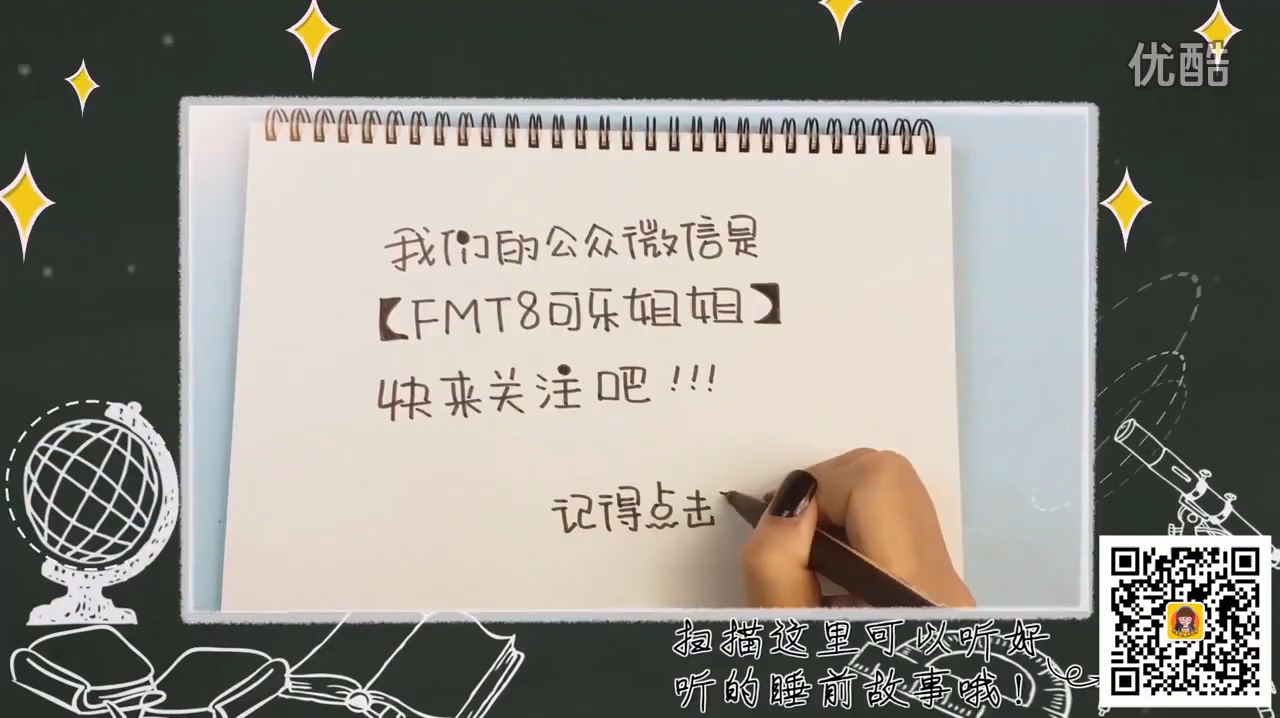 优酷
我们的公众微信是
【FMT8可乐姐姐】
快来关注吧!!!
记得点击
扫描这里可以听好
听的睡前故事哦！